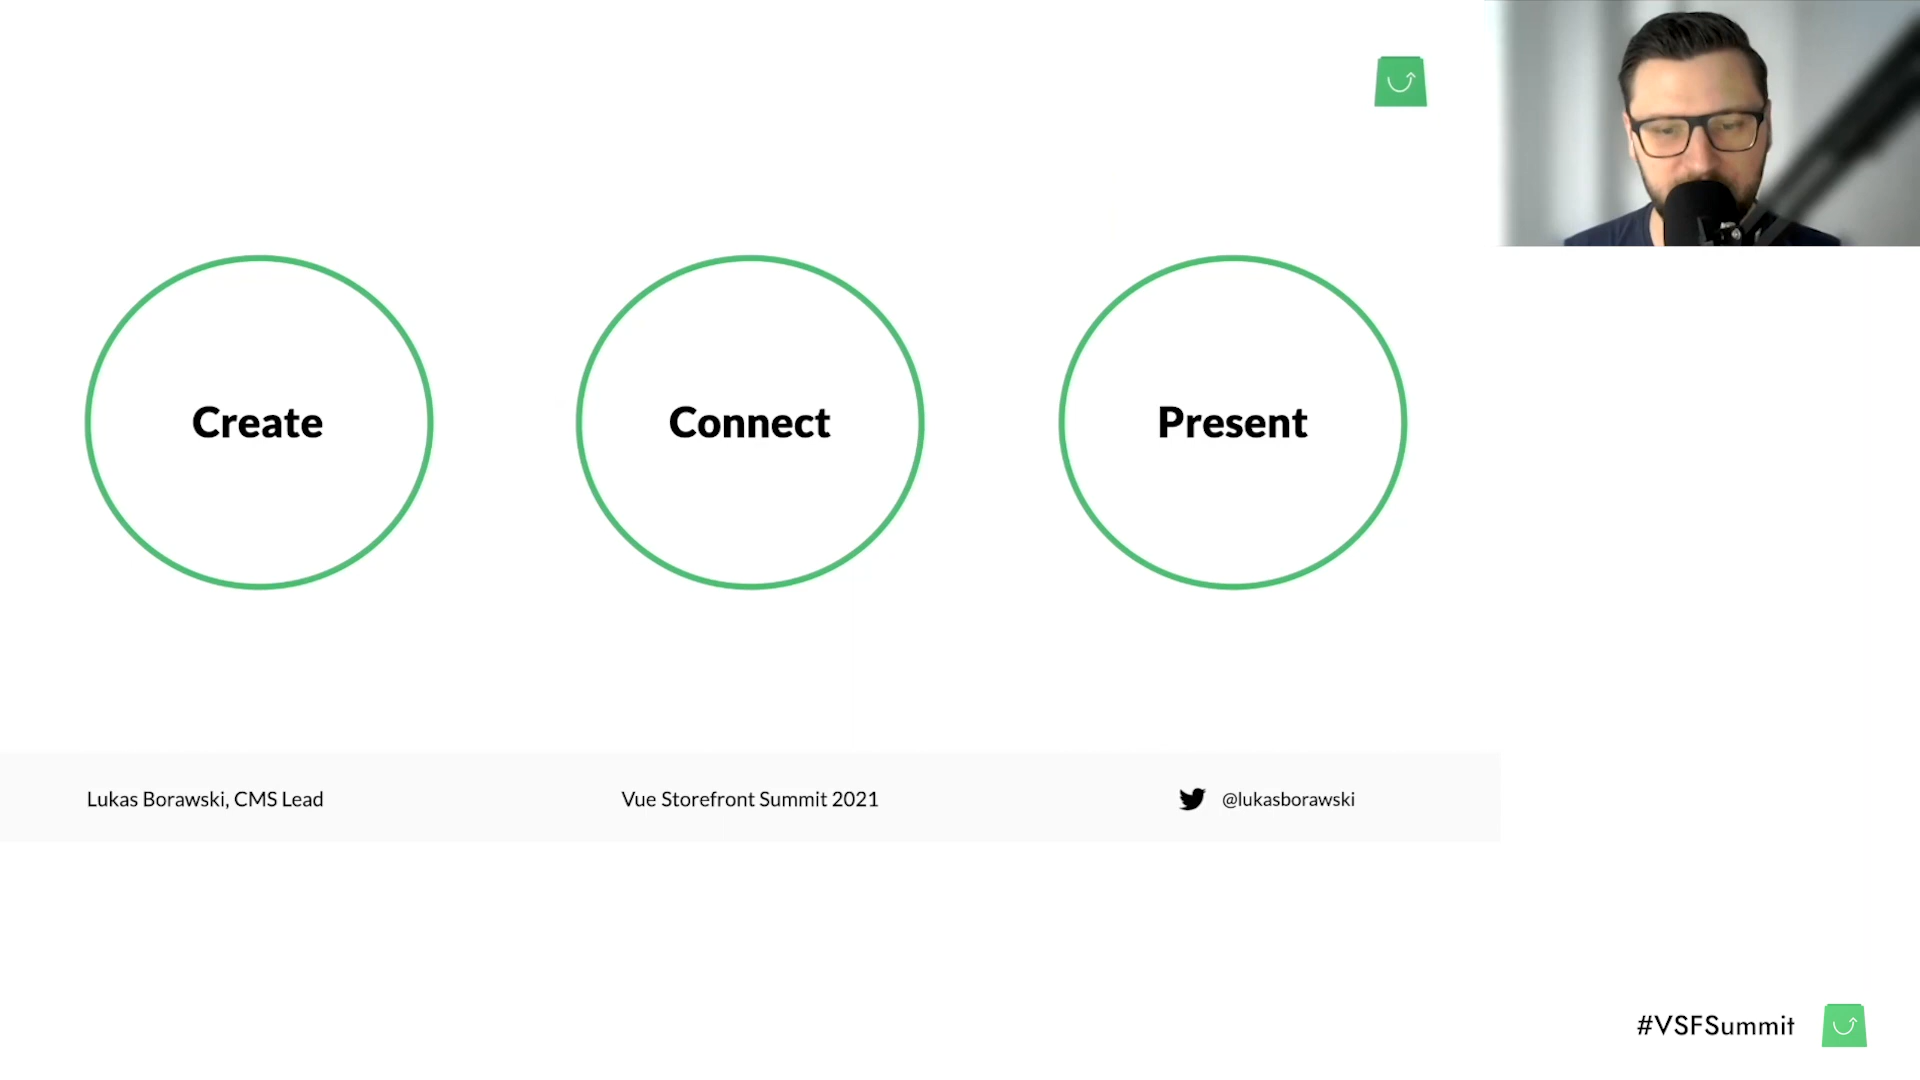 Create
Connect
Present
Lukas Borawski, CMS Lead
Vue Storefront Summit 2021
@lukasborawski
#VSFSummit